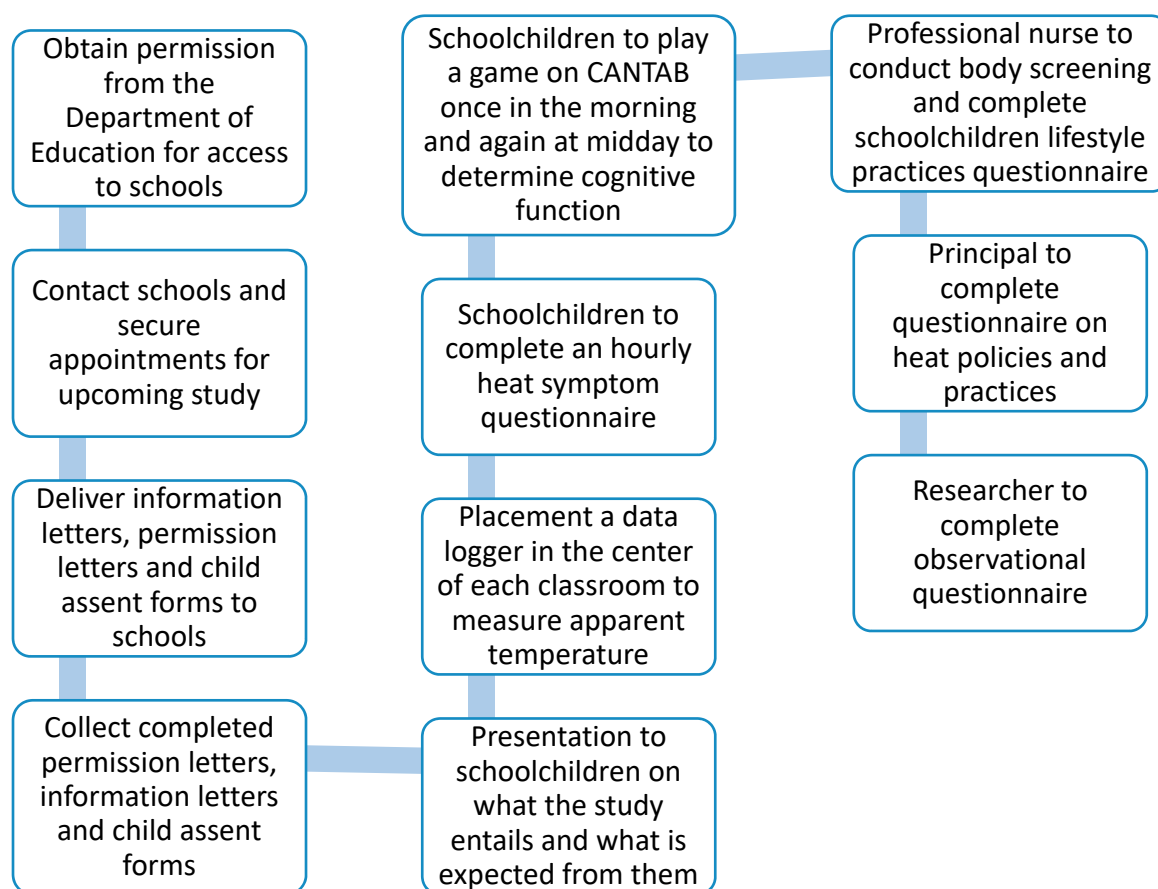 Obtain permission
from the
Department of
Education for access
to schools
Contact schools and
secure
appointments for
upcoming study
Deliver information
letters, permission
letters and child
assent forms to
schools
Collect completed
permission letters,
information letters
and child assent
forms
Presentation to
schoolchildren on
what the study
entails and what is
expected from them
Placement a data
logger in the center
of each classroom to
measure apparent
temperature
Schoolchildren to
complete an hourly
heat symptom
questionnaire
Schoolchildren to play
a game on CANTAB
once in the morning
and again at midday to
determine cognitive
function
Professional nurse to
conduct body screening
and complete
schoolchildren lifestyle
practices questionnaire
Principal to
complete
questionnaire on
heat policies and
practices
Researcher to
complete
observational
questionnaire